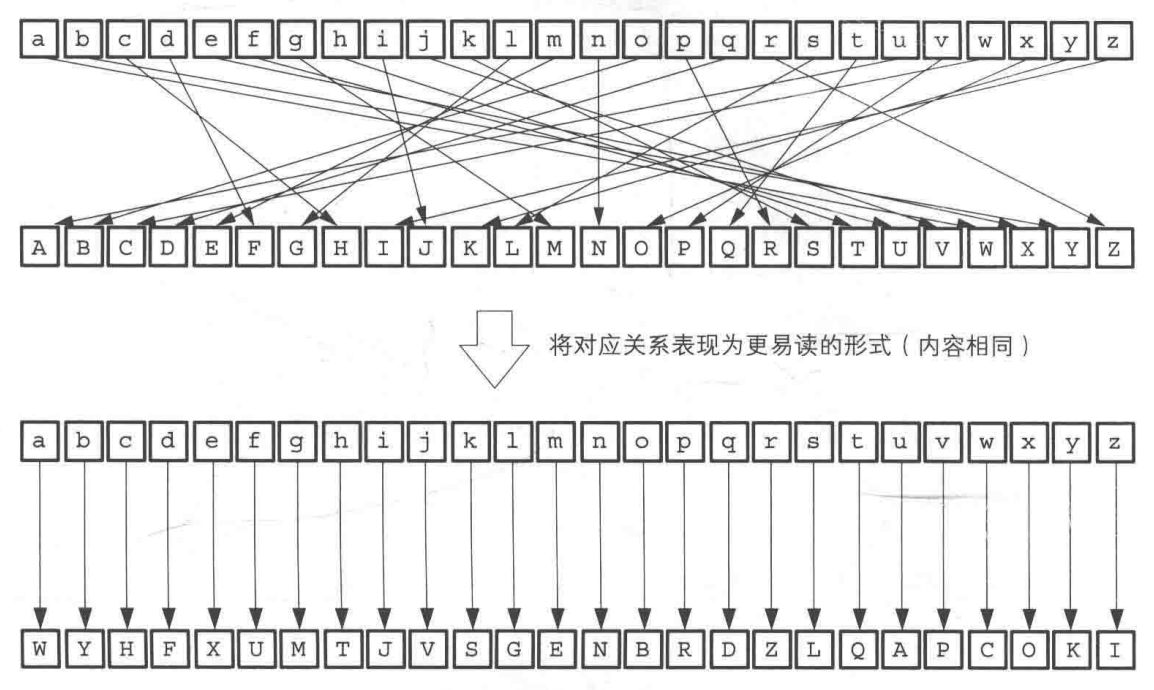 a b c d e f g h i j k l m n o p q r s t u v w x y z
A B C D E F G H I J K L M N O P Q R S T U V W X Y Z
将对应关系表现为更易读的形式（内容相同）
a b c d e f g h i j k l m n o p q r s t u v w x y z
W Y H F X U M T J V S G E N B R D Z L Q A P C O K I